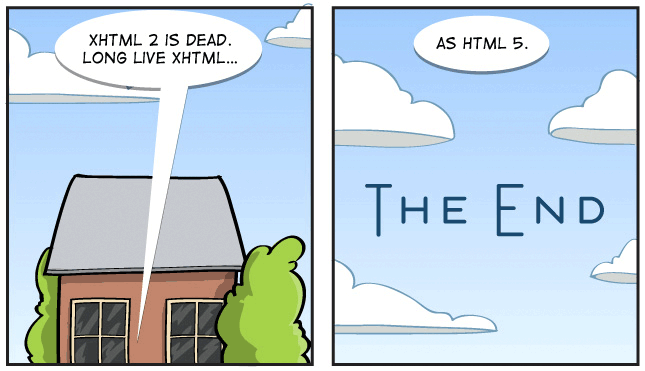 XHTML 2 IS DEAD.
LONG LIVE XHTML...
AS HTML 5.
THE END